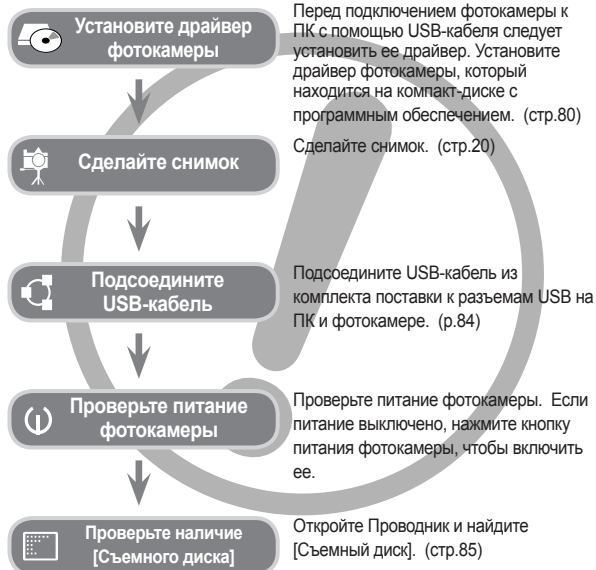 Установите драйвер
фотокамеры
Перед подключением фотокамеры к
ПК с помощью USB-кабеля следует
установить ее драйвер. Установите
драйвер фотокамеры, который
находится на компакт-диске с
программным обеспечением. (стр.80)
Сделайте снимок
Сделайте снимок. (стр.20)
Подсоедините
USB-кабель
Подсоедините USB-кабель из
комплекта поставки к разъемам USB на
ПК и фотокамере. (p.84)
Проверьте питание
фотокамеры
Проверьте питание фотокамеры. Если
питание выключено, нажмите кнопку
питания фотокамеры, чтобы включить
ее.
Проверьте наличие
[Съемного диска]
Откройте Проводник и найдите
[Съемный диск]. (стр.85)